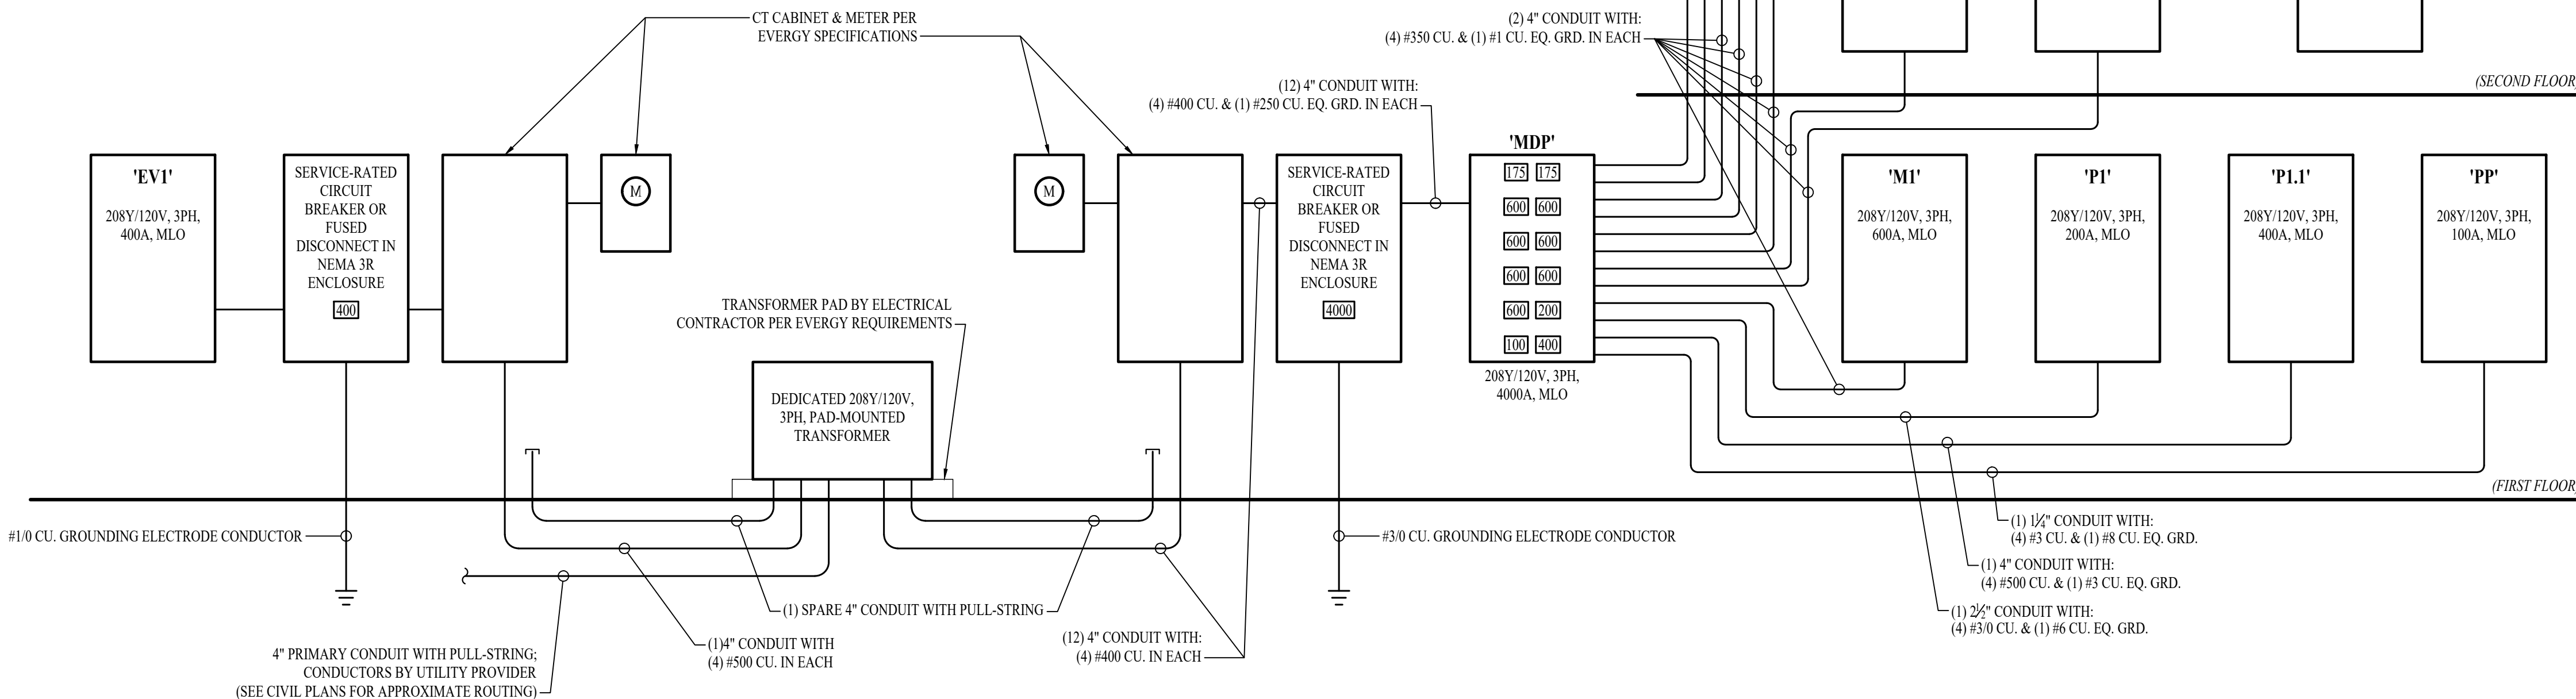 CT CABINET & METER PER
EVERGY SPECIFICATIONS
(2) 4" CONDUIT WITH:
(4) #350 CU. & (1) #1 CU. EQ. GRD. IN EACH
(SECOND FLOOR)
(12) 4" CONDUIT WITH:
(4) #400 CU. & (1) #250 CU. EQ. GRD. IN EACH
'EV1'
208Y/120V, 3PH,
400A, MLO
SERVICE-RATED
CIRCUIT
BREAKER OR
FUSED
DISCONNECT IN
NEMA 3R
ENCLOSURE
400
M
M
SERVICE-RATED
CIRCUIT
BREAKER OR
FUSED
DISCONNECT IN
NEMA 3R
ENCLOSURE
4000
'MDP'
175 175
600 600
600 600
600 600
600 200
100 400
208Y/120V, 3PH,
4000A, MLO
'M1'
208Y/120V, 3PH,
600A, MLO
'P1'
208Y/120V, 3PH,
200A, MLO
'P1.1'
208Y/120V, 3PH,
400A, MLO
'PP'
208Y/120V, 3PH,
100A, MLO
TRANSFORMER PAD BY ELECTRICAL
CONTRACTOR PER EVERGY REQUIREMENTS
DEDICATED 208Y/120V,
3PH, PAD-MOUNTED
TRANSFORMER
(FIRST FLOOR)
#1/0 CU. GROUNDING ELECTRODE CONDUCTOR
#3/0 CU. GROUNDING ELECTRODE CONDUCTOR
(1) 1¼" CONDUIT WITH:
(4) #3 CU. & (1) #8 CU. EQ. GRD.
(1) 4" CONDUIT WITH:
(4) #500 CU. & (1) #3 CU. EQ. GRD.
(1) 2½" CONDUIT WITH:
(4) #3/0 CU. & (1) #6 CU. EQ. GRD.
(1) SPARE 4" CONDUIT WITH PULL-STRING
(1)4" CONDUIT WITH
(4) #500 CU. IN EACH
(12) 4" CONDUIT WITH:
(4) #400 CU. IN EACH
4" PRIMARY CONDUIT WITH PULL-STRING;
CONDUCTORS BY UTILITY PROVIDER
(SEE CIVIL PLANS FOR APPROXIMATE ROUTING)